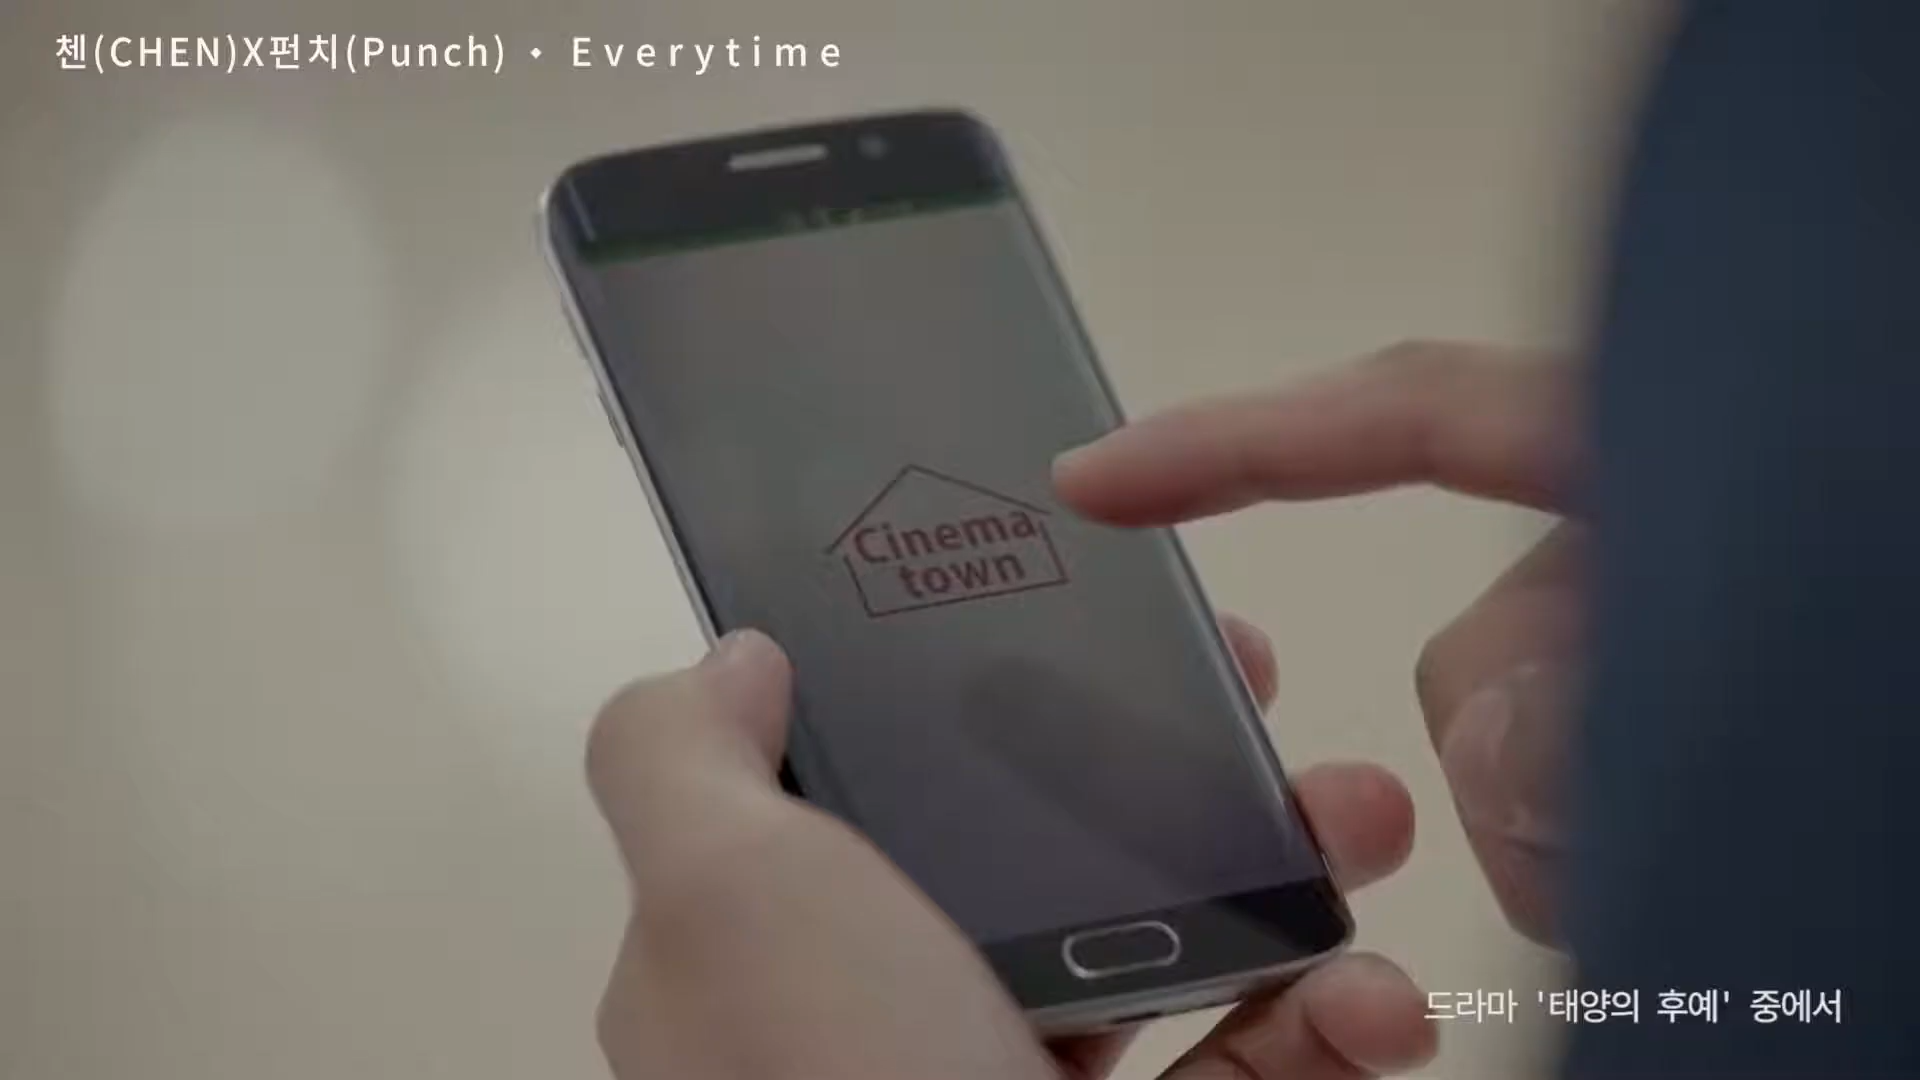 첸(CHEN)X펀치(Punch) • Everytime
Cinema
town
드라마 '태양의 후예' 중에서